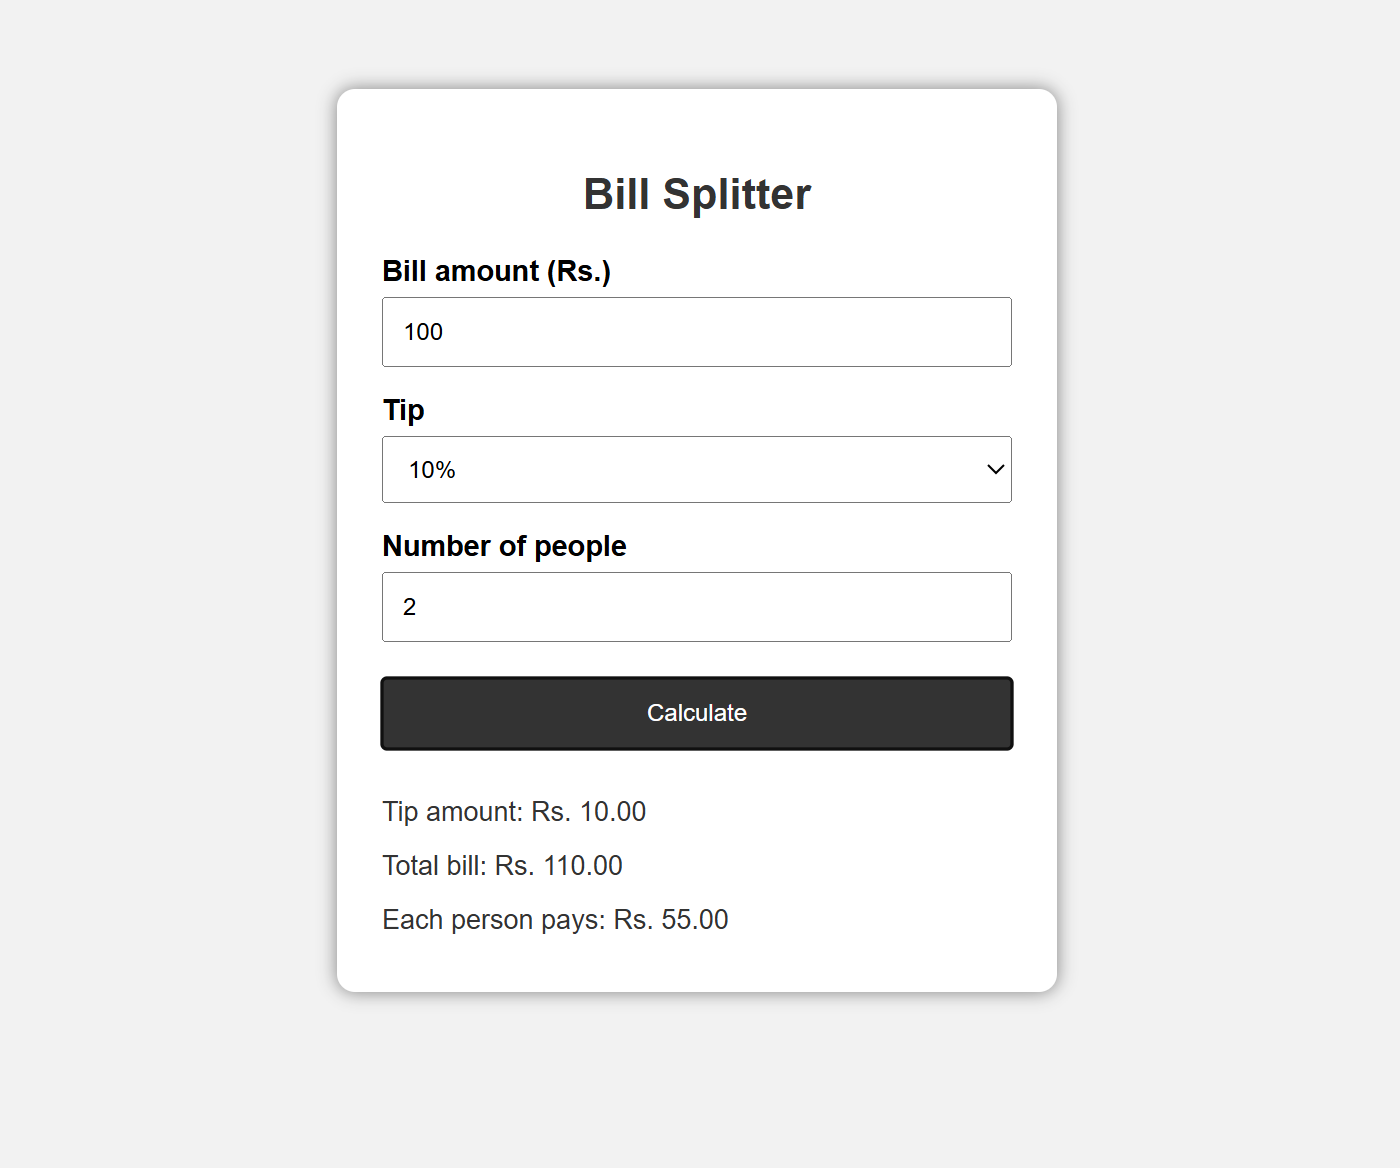 Bill Splitter
Bill amount (Rs.)
100
Tip
10%
Number of people
2
Calculate
Tip amount: Rs. 10.00
Total bill: Rs. 110.00
Each person pays: Rs. 55.00